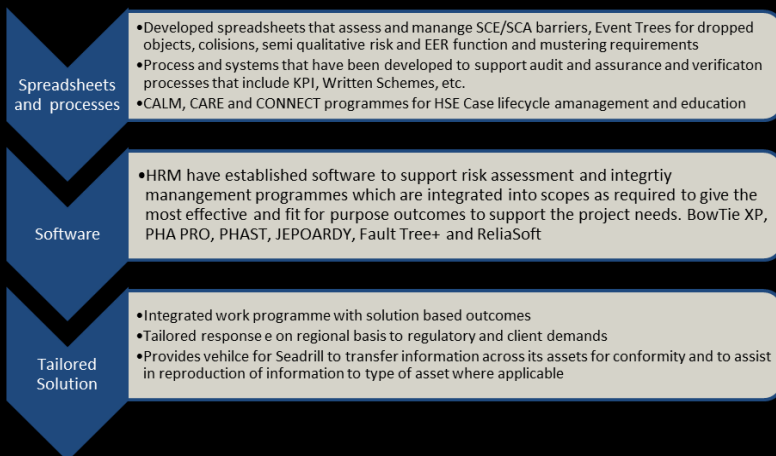 Spreadsheets
and processes
•Developed spreadsheets that assess and manange SCE/SCA barriers, Event Trees for dropped
objects, colisions, semi qualitative risk and EER function and mustering requirements
•Process and systems that have been developed to support audit and assurance and verificaton
processes that include KPI, Written Schemes, etc.
•CALM, CARE and CONNECT programmes for HSE Case lifecycle amanagement and education
Software
•HRM have established software to support risk assessment and integrtiy
manangement programmes which are integrated into scopes as required to give the
most effective and fit for purpose outcomes to support the project needs. BowTie XP,
PHA PRO, PHAST, JEPOARDY, Fault Tree+ and ReliaSoft
Tailored
Solution
•Integrated work programme with solution based outcomes
•Tailored response e on regional basis to regulatory and client demands
•Provides vehilce for Seadrill to transfer information across its assets for conformity and to assist
in reproduction of information to type of asset where applicable